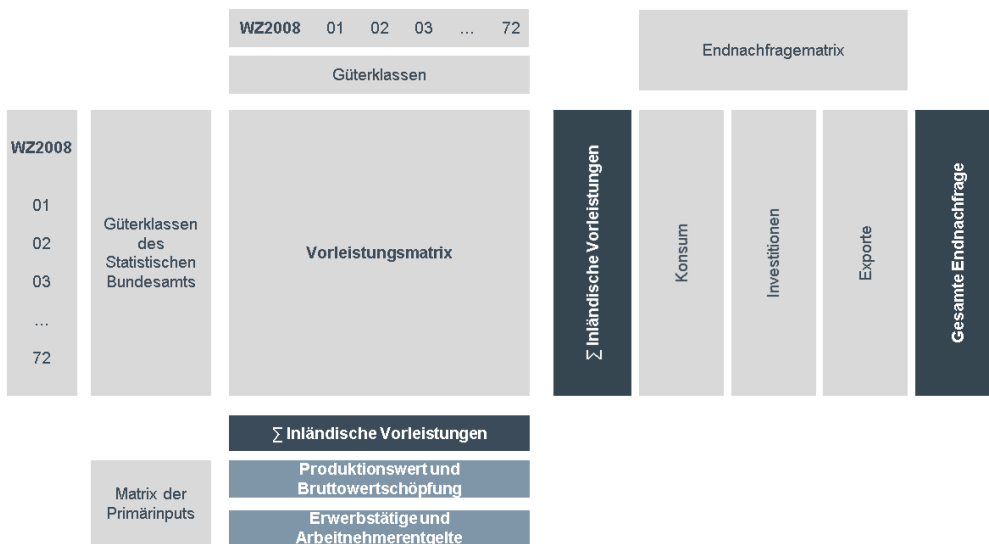 WZ2008 01 02 03 ... 72
Güterklassen
Endnachfragematrix
WZ2008
01
02
03
...
72
Güterklassen
des
Statistischen
Bundesamts
Vorleistungsmatrix
∑ Inländische Vorleistungen
Konsum
Investitionen
Exporte
Gesamte Endnachfrage
∑ Inländische Vorleistungen
Matrix der
Primärinputs
Produktionswert und
Bruttowertschöpfung
Erwerbstätige und
Arbeitnehmerentgelte